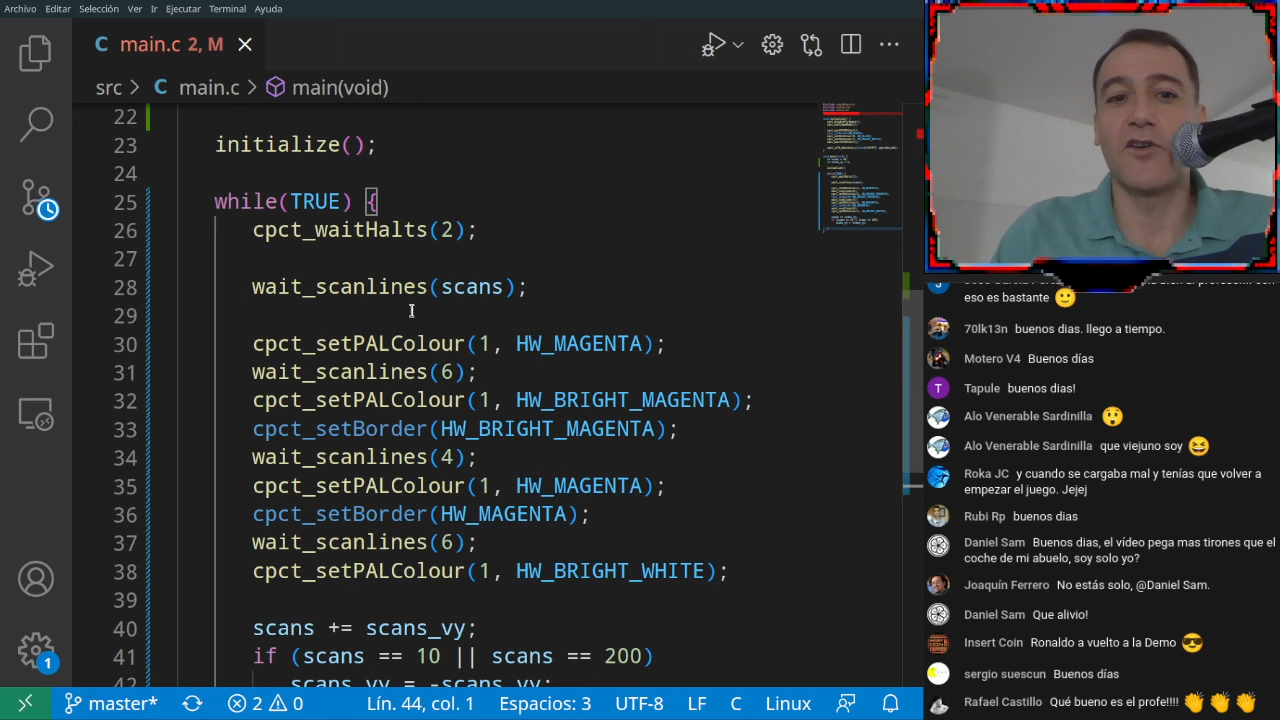 Archivo Editar Selección Ver Ir Ejecutar Terminal Ayuda
C main.c 2, M
src > C main.c > main(void)
22
23 initialize();
24
25 while(TRUE) {
26 cpct_waitHalts(2);
27
28 wait_scanlines(scans);
29
30 cpct_setPALColour(1, HW_MAGENTA);
31 wait_scanlines(6);
32 cpct_setPALColour(1, HW_BRIGHT_MAGENTA);
33 cpct_setBorder(HW_BRIGHT_MAGENTA);
34 wait_scanlines(4);
35 cpct_setPALColour(1, HW_MAGENTA);
36 cpct_setBorder(HW_MAGENTA);
37 wait_scanlines(6);
38 cpct_setPALColour(1, HW_BRIGHT_WHITE);
39
40 scans += scans_vy;
41 if (scans == 10 || scans == 200)
42 scans_vy = -scans_vy;
1
master* 2 0 Lín. 44, col. 1 Espacios: 3 UTF-8 LF C Linux
eso es bastante
70lk13n buenos dias. llego a tiempo.
Motero V4 Buenos días
T Tapule buenos dias!
Alo Venerable Sardinilla
Alo Venerable Sardinilla que viejuno soy
Roka JC y cuando se cargaba mal y tenías que volver a
empezar el juego. Jejej
Rubi Rp buenos dias
Daniel Sam Buenos dias, el vídeo pega mas tirones que el
coche de mi abuelo, soy solo yo?
Joaquín Ferrero No estás solo, @Daniel Sam.
Daniel Sam Que alivio!
Insert Coin Ronaldo a vuelto a la Demo
sergio suescun Buenos días
Rafael Castillo Qué bueno es el profe!!!!